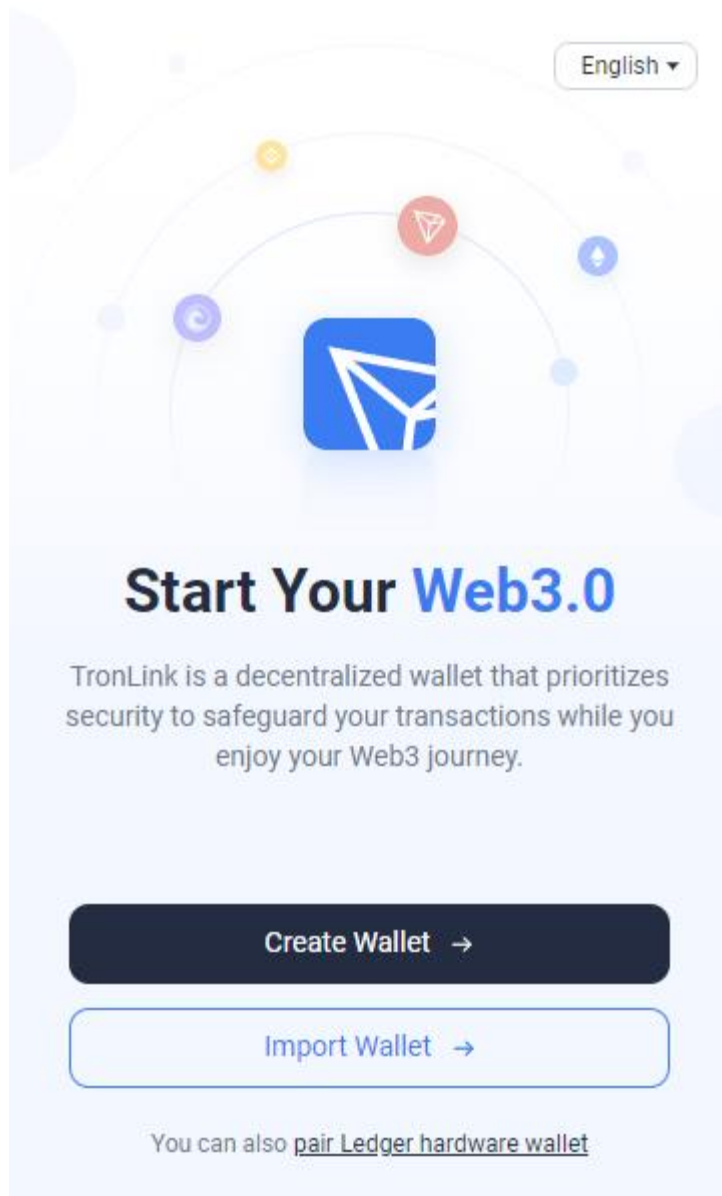 English
Start Your Web3.0
TronLink is a decentralized wallet that prioritizes
security to safeguard your transactions while you
enjoy your Web3 journey.
Create Wallet →
Import Wallet →
You can also pair Ledger hardware wallet